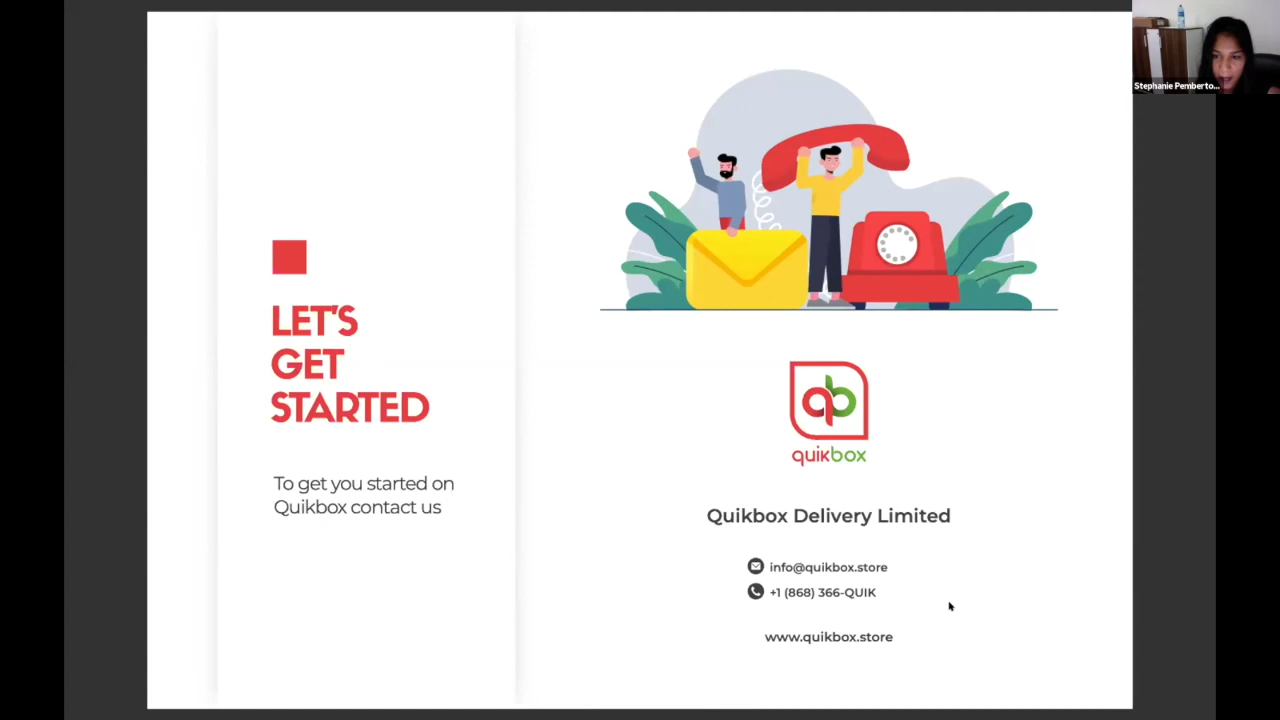 Stephanie Pemberto...
LET'S
GET
STARTED
To get you started on
Quikbox contact us
qb
quikbox
Quikbox Delivery Limited
info@quikbox.store
+1 (868) 366-QUIK
www.quikbox.store